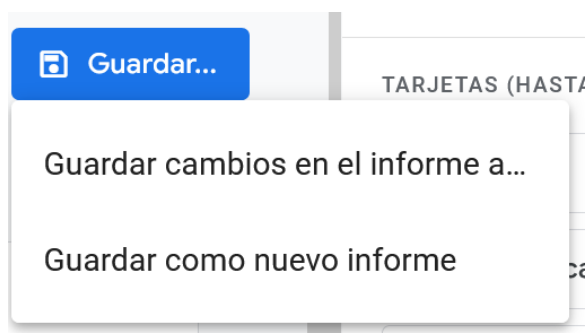 Guardar...
TARJETAS (HASTA
Guardar cambios en el informe a...
Guardar como nuevo informe